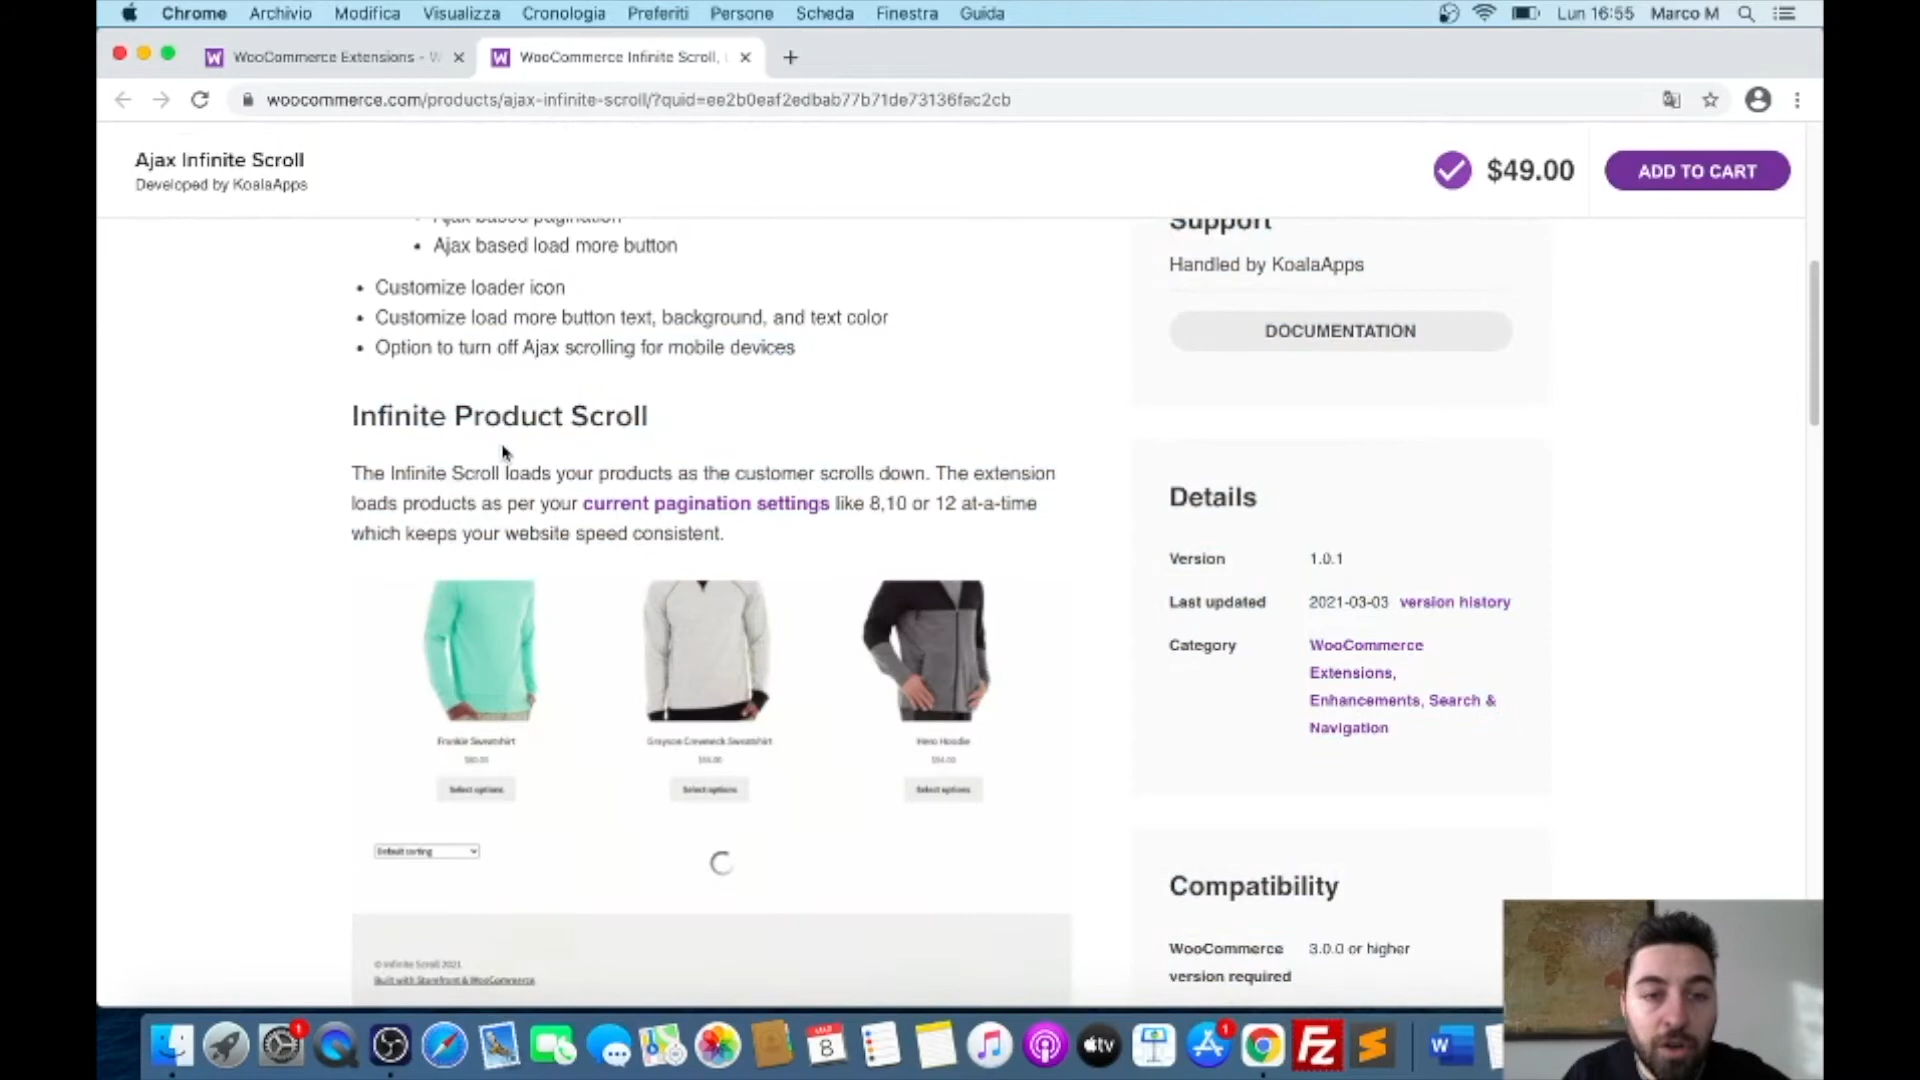 Chrome Archivio Modifica Visualizza Cronologia Preferiti Persone Scheda Finestra Guida Lun 16:55 Marco M
WooCommerce Extensions - W
WooCommerce Infinite Scroll,
woocommerce.com/products/ajax-infinite-scroll/?quid=ee2b0eaf2edbab77b71de73136fac2cb
Ajax Infinite Scroll
Developed by KoalaApps
$49.00
ADD TO CART
Ajax based pagination
• Ajax based load more button
• Customize loader icon
• Customize load more button text, background, and text color
• Option to turn off Ajax scrolling for mobile devices
Infinite Product Scroll
The Infinite Scroll loads your products as the customer scrolls down. The extension
loads products as per your current pagination settings like 8,10 or 12 at-a-time
which keeps your website speed consistent.
Frankie Sweatshirt
Grayson Crewneck Sweatshirt
Hero Hoodie
Select options
Select options
Select options
Default sorting
© Infinite Scroll 2021
Built with Storefront & WooCommerce
Support
Handled by KoalaApps
DOCUMENTATION
Details
Version 1.0.1
Last updated 2021-03-03 version history
Category WooCommerce
Extensions,
Enhancements, Search &
Navigation
Compatibility
WooCommerce 3.0.0 or higher
version required
1
MAR
8
tv
1
Fz
W